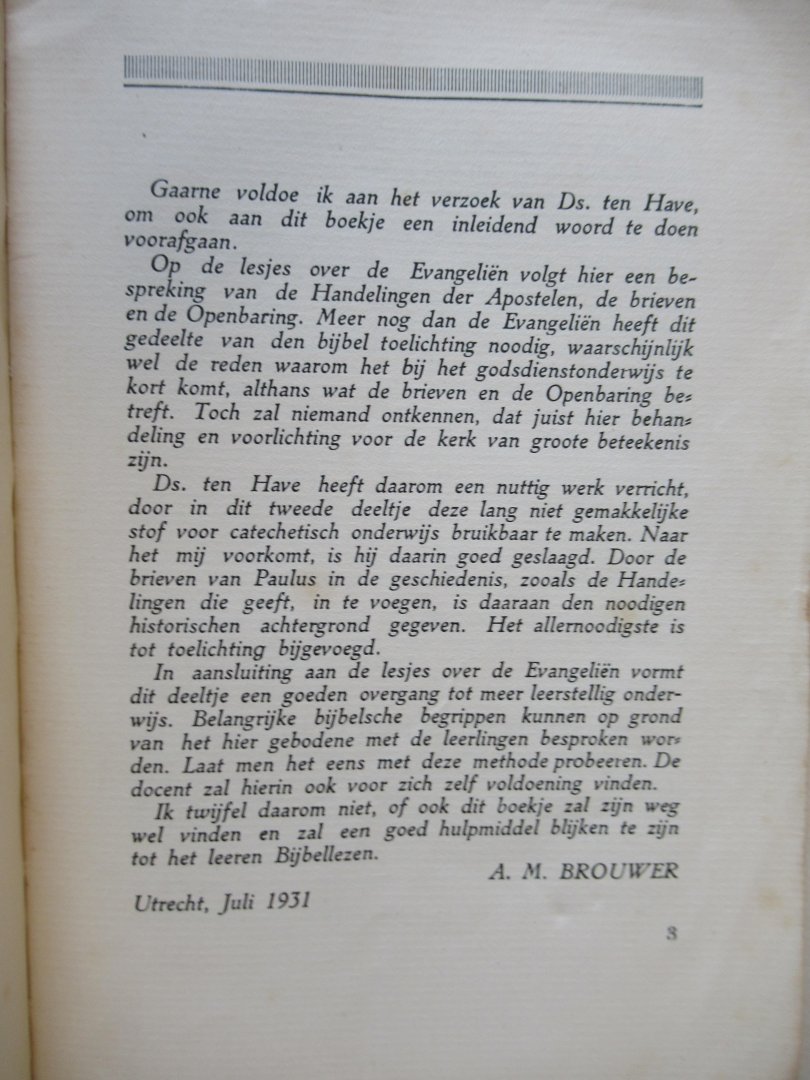 Gaarne voldoe ik aan het verzoek van Ds. ten Have,
om ook aan dit boekje een inleidend woord te doen
voorafgaan.
Op de lesjes over de Evangeliën volgt hier een be-
spreking van de Handelingen der Apostelen, de brieven
en de Openbaring. Meer nog dan de Evangeliën heeft dit
gedeelte van den bijbel toelichting noodig, waarschijnlijk
wel de reden waarom het bij het godsdienstonderwijs te
kort komt, althans wat de brieven en de Openbaring be-
treft. Toch zal niemand ontkennen, dat juist hier behan-
deling en voorlichting voor de kerk van groote beteekenis
zijn.
Ds. ten Have heeft daarom een nuttig werk verricht,
door in dit tweede deeltje deze lang niet gemakkelijke
stof voor catechetisch onderwijs bruikbaar te maken. Naar
het mij voorkomt, is hij daarin goed geslaagd. Door de
brieven van Paulus in de geschiedenis, zooals de Hande-
lingen die geeft, in te voegen, is daaraan den noodigen
historischen achtergrond gegeven. Het allernoodigste is
tot toelichting bijgevoegd.
In aansluiting aan de lesjes over de Evangeliën vormt
dit deeltje een goeden overgang tot meer leerstellig onder-
wijs. Belangrijke bijbelsche begrippen kunnen op grond
van het hier gebodene met de leerlingen besproken wor-
den. Laat men het eens met deze methode probeeren. De
docent zal hierin ook voor zich zelf voldoening vinden.
Ik twijfel daarom niet, of ook dit boekje zal zijn weg
wel vinden en zal een goed hulpmiddel blijken te zijn
tot het leeren Bijbellezen.
A. M. BROUWER
Utrecht, Juli 1931
3